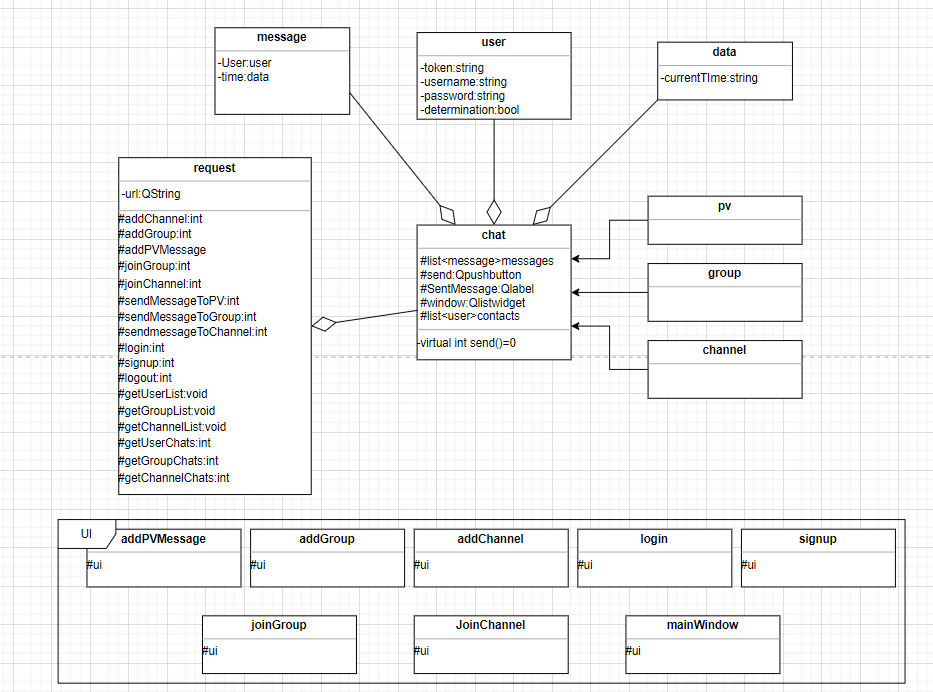 message
-User:user
-time:data
user
-token:string
-username:string
-password:string
-determination:bool
data
-currentTIme:string
request
-url:QString
#addChannel:int
#addGroup:int
#addPVMessage
#joinGroup:int
#joinChannel:int
#sendMessageToPV:int
#sendMessageToGroup:int
#sendmessageToChannel:int
#login:int
#signup:int
#logout:int
#getUserList:void
#getGroupList:void
#getChannelList:void
#getUserChats:int
#getGroupChats:int
#getChannelChats:int
chat
#list<message>messages
#send:Qpushbutton
#SentMessage:Qlabel
#window:Qlistwidget
#list<user>contacts
-virtual int send()=0
pv
group
channel
UI
addPVMessage
#ui
addGroup
#ui
addChannel
#ui
login
#ui
signup
#ui
joinGroup
#ui
JoinChannel
#ui
mainWindow
#ui